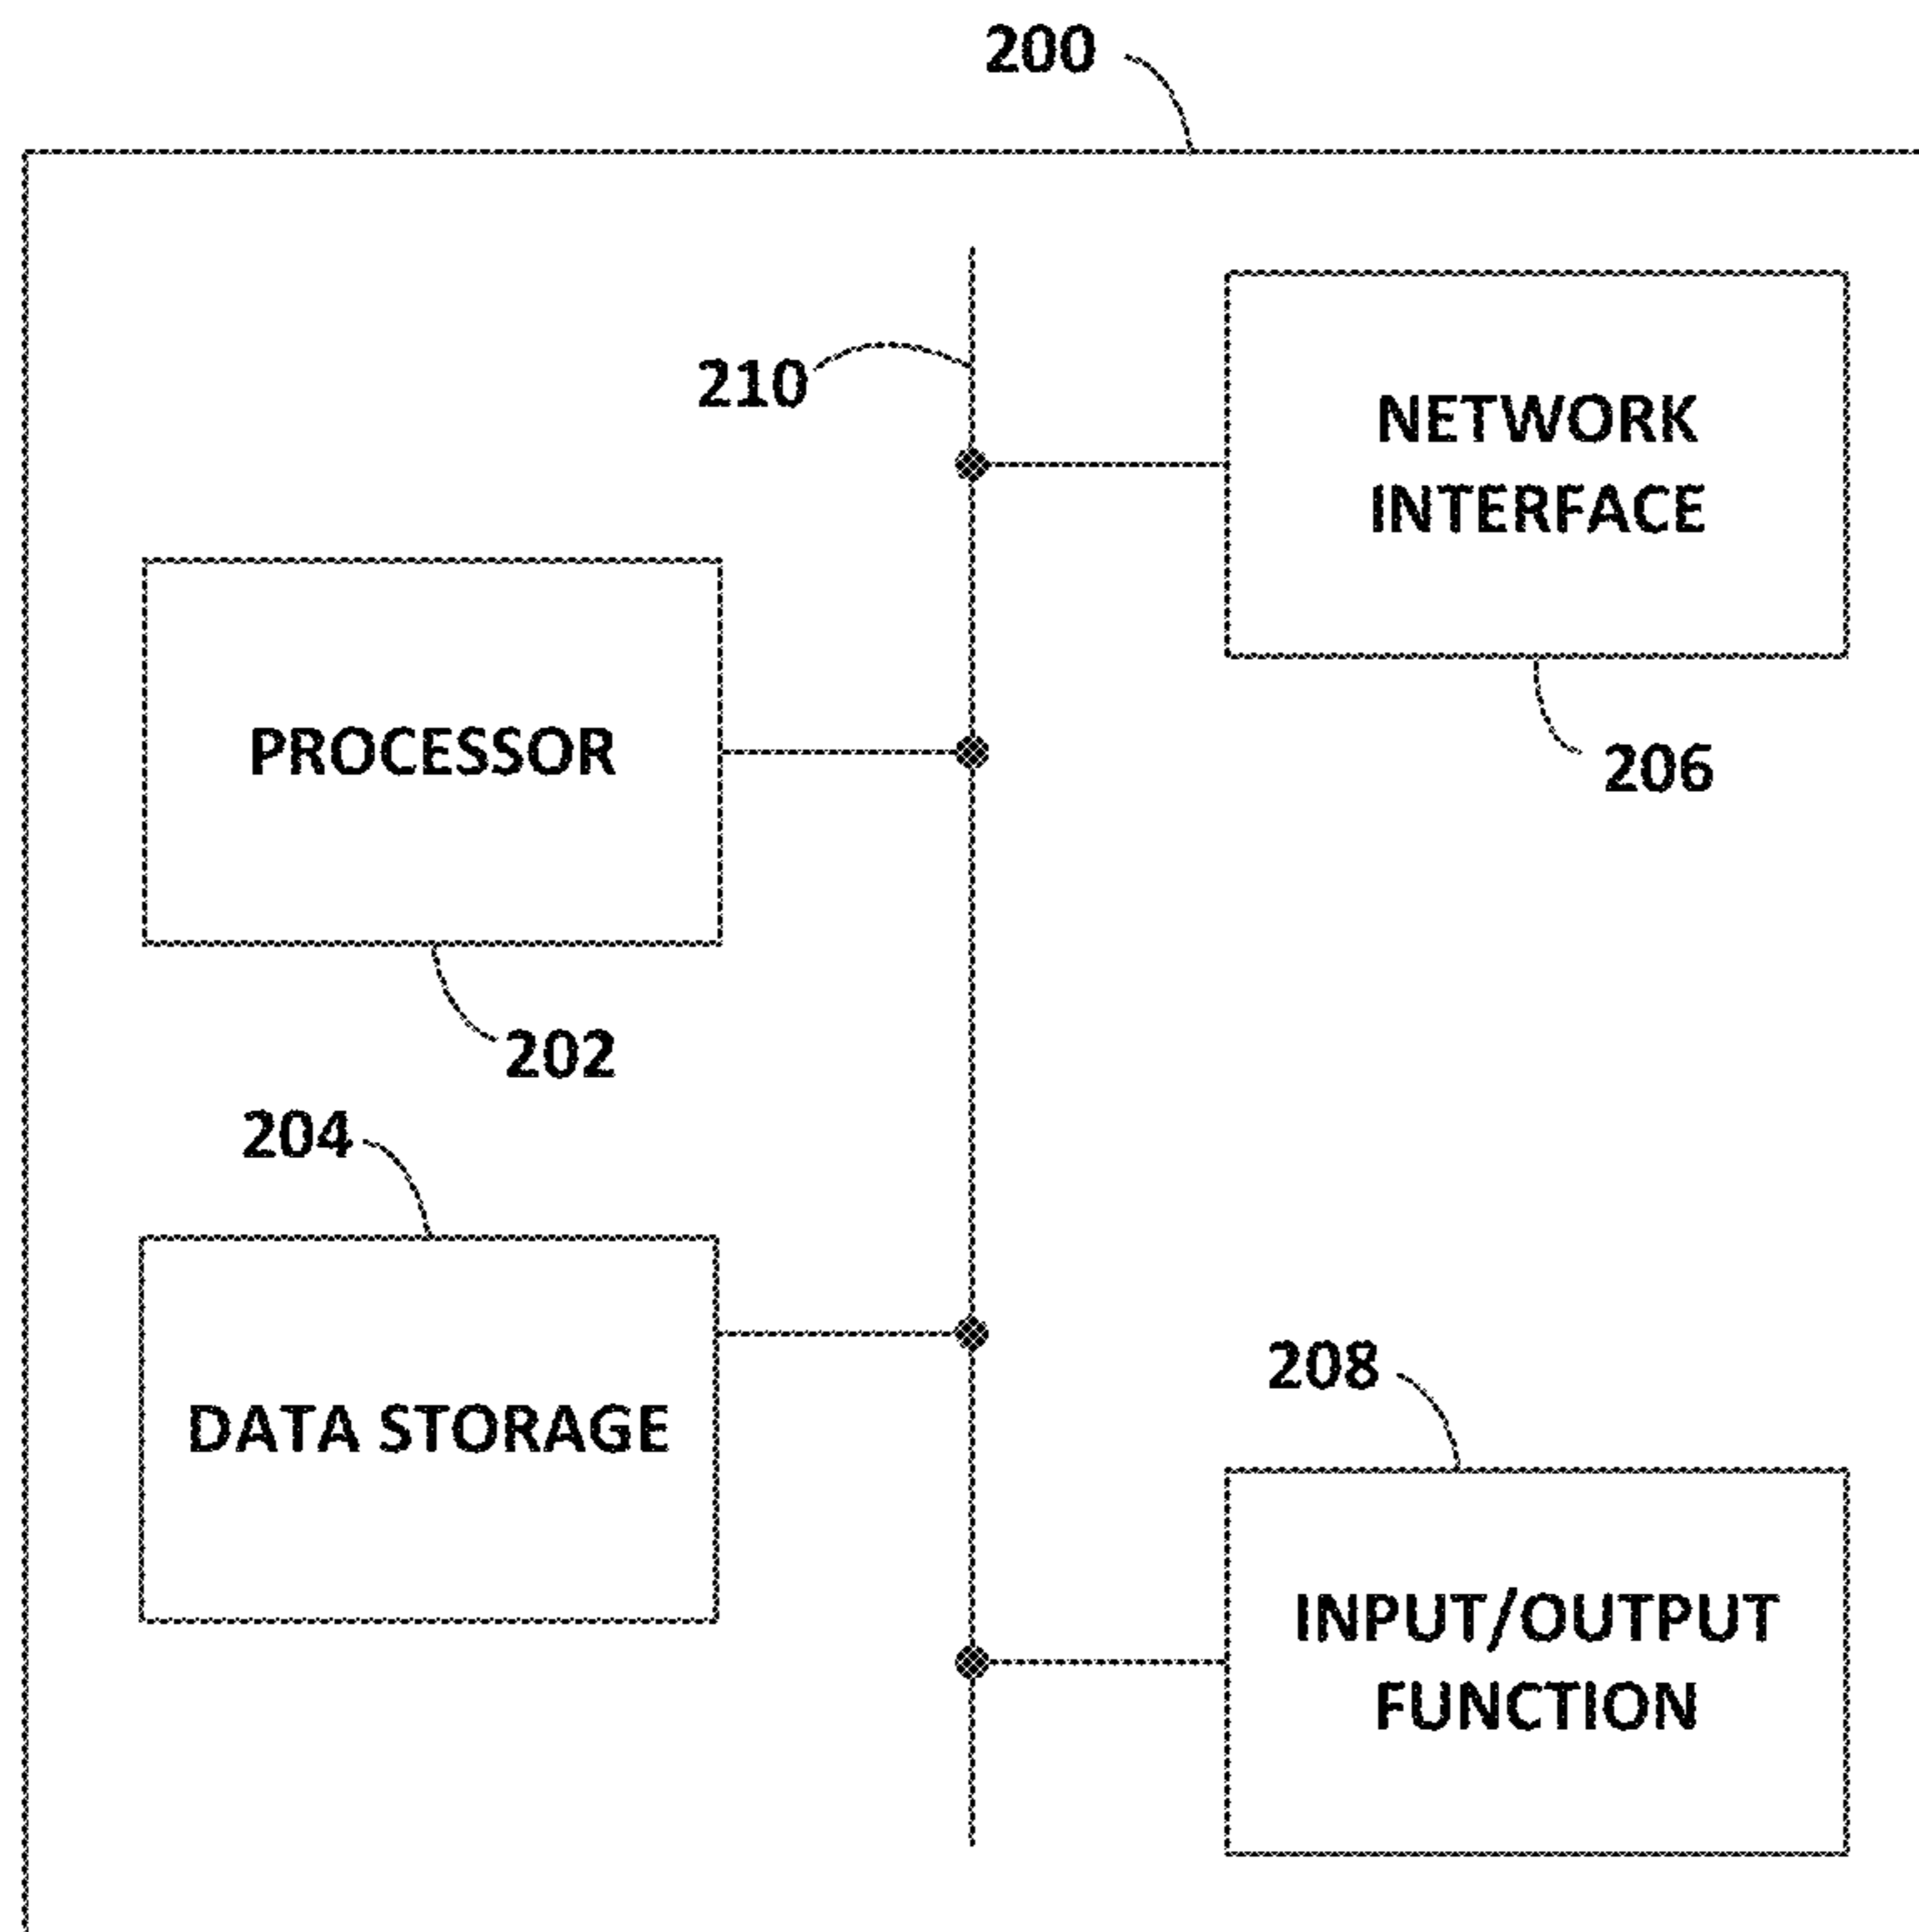 200
210
NETWORK
INTERFACE
206
PROCESSOR
202
204
DATA STORAGE
208
INPUT/OUTPUT
FUNCTION